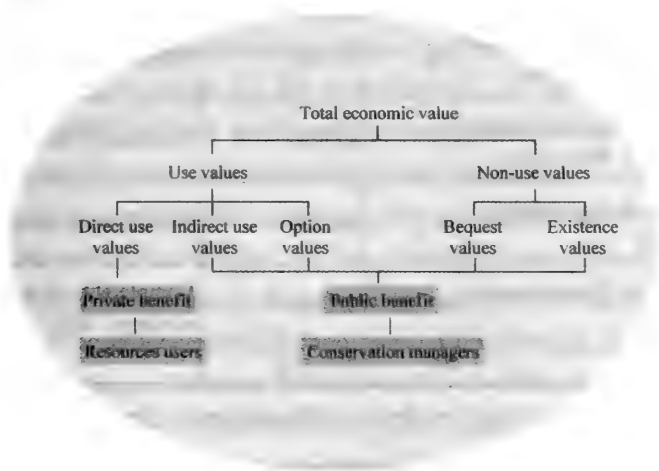 Total economic value
Use values Non-use values
Direct use Indirect use Option Bequest Existence
values values values values values
Private benefit Public benefit
Resources users Conservation managers